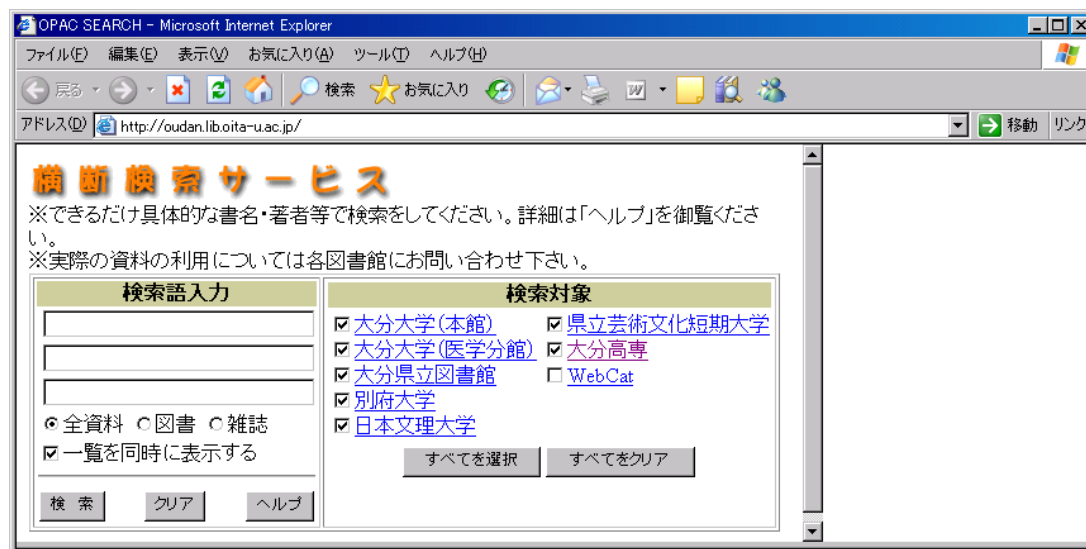 OPAC SEARCH - Microsoft Internet Explorer
ファイル(F) 編集(E) 表示(V) お気に入り(A) ツール(T) ヘルプ(H)
戻る 検索 お気に入り
アドレス(D) http://oudan.lib.oita-u.ac.jp/ 移動 リンク
横断検索サービス
※できるだけ具体的な書名・著者等で検索をしてください。詳細は「ヘルプ」を御覧くださ
い。
※実際の資料の利用については各図書館にお問い合わせ下さい。
検索語入力
全資料 図書 雑誌
一覧を同時に表示する
検 索 クリア ヘルプ
検索対象
大分大学(本館) 県立芸術文化短期大学
大分大学(医学分館) 大分高専
大分県立図書館 WebCat
別府大学
日本文理大学
すべてを選択 すべてをクリア